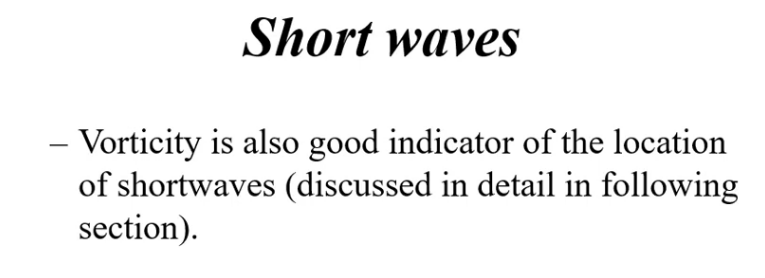 Short waves
– Vorticity is also good indicator of the location
of shortwaves (discussed in detail in following
section).